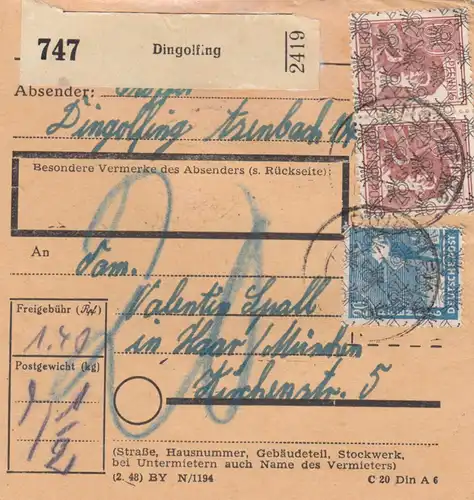 747 Dingolfing 2419
Absender:
Dingolfing
Besondere Vermerke des Absenders (s. Rückseite):
An
Fam.
Valentin Spall
in Haar/München
Kirchenstr. 5
Freigebühr (Rpf)
1.40
Postgewicht (kg)
DEUTSCHE POST
(Straße, Hausnummer, Gebäudeteil, Stockwerk,
bei Untermietern auch Name des Vermieters)
(2. 48) BY N/1194 C 20 Din A 6